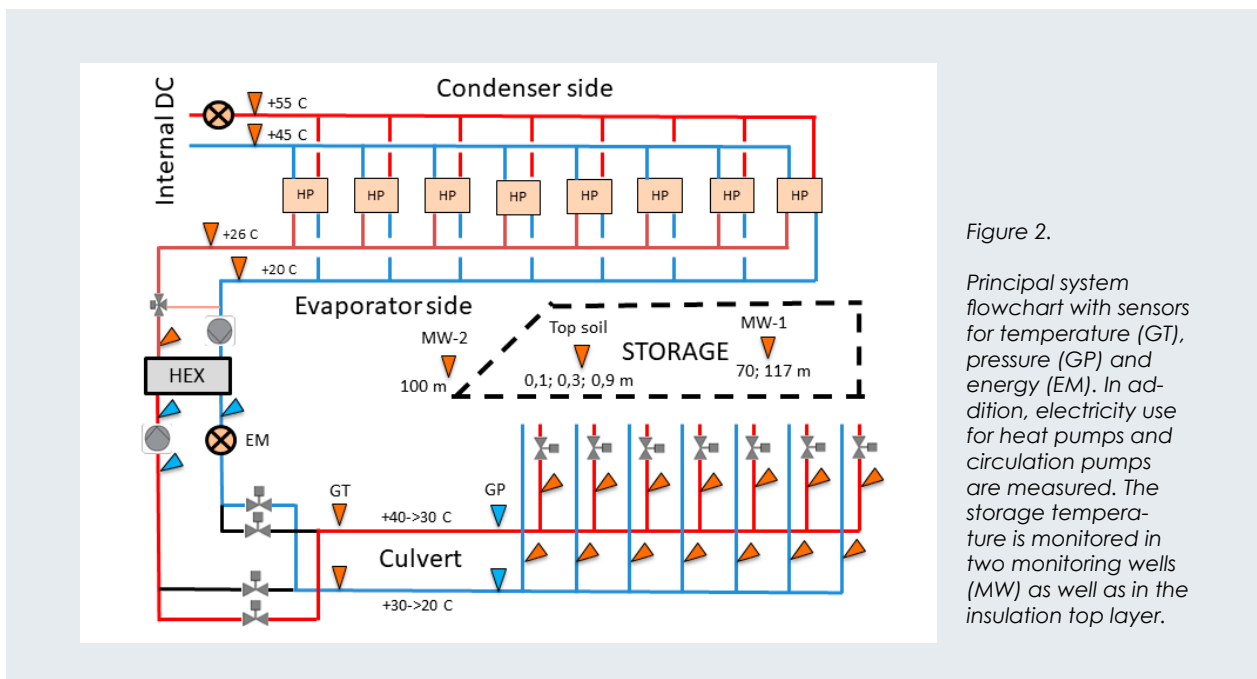 Internal DC
Condenser side
+55 C
+45 C
HP HP HP HP HP HP HP HP
+26 C
+20 C
Evaporator side
MW-2
100 m
Top soil
0,1; 0,3; 0,9 m
STORAGE
MW-1
70; 117 m
HEX
EM
GT
GP
+40->30 C
Culvert
+30->20 C
Figure 2.
Principal system
flowchart with sensors
for temperature (GT),
pressure (GP) and
energy (EM). In ad-
dition, electricity use
for heat pumps and
circulation pumps
are measured. The
storage tempera-
ture is monitored in
two monitoring wells
(MW) as well as in the
insulation top layer.